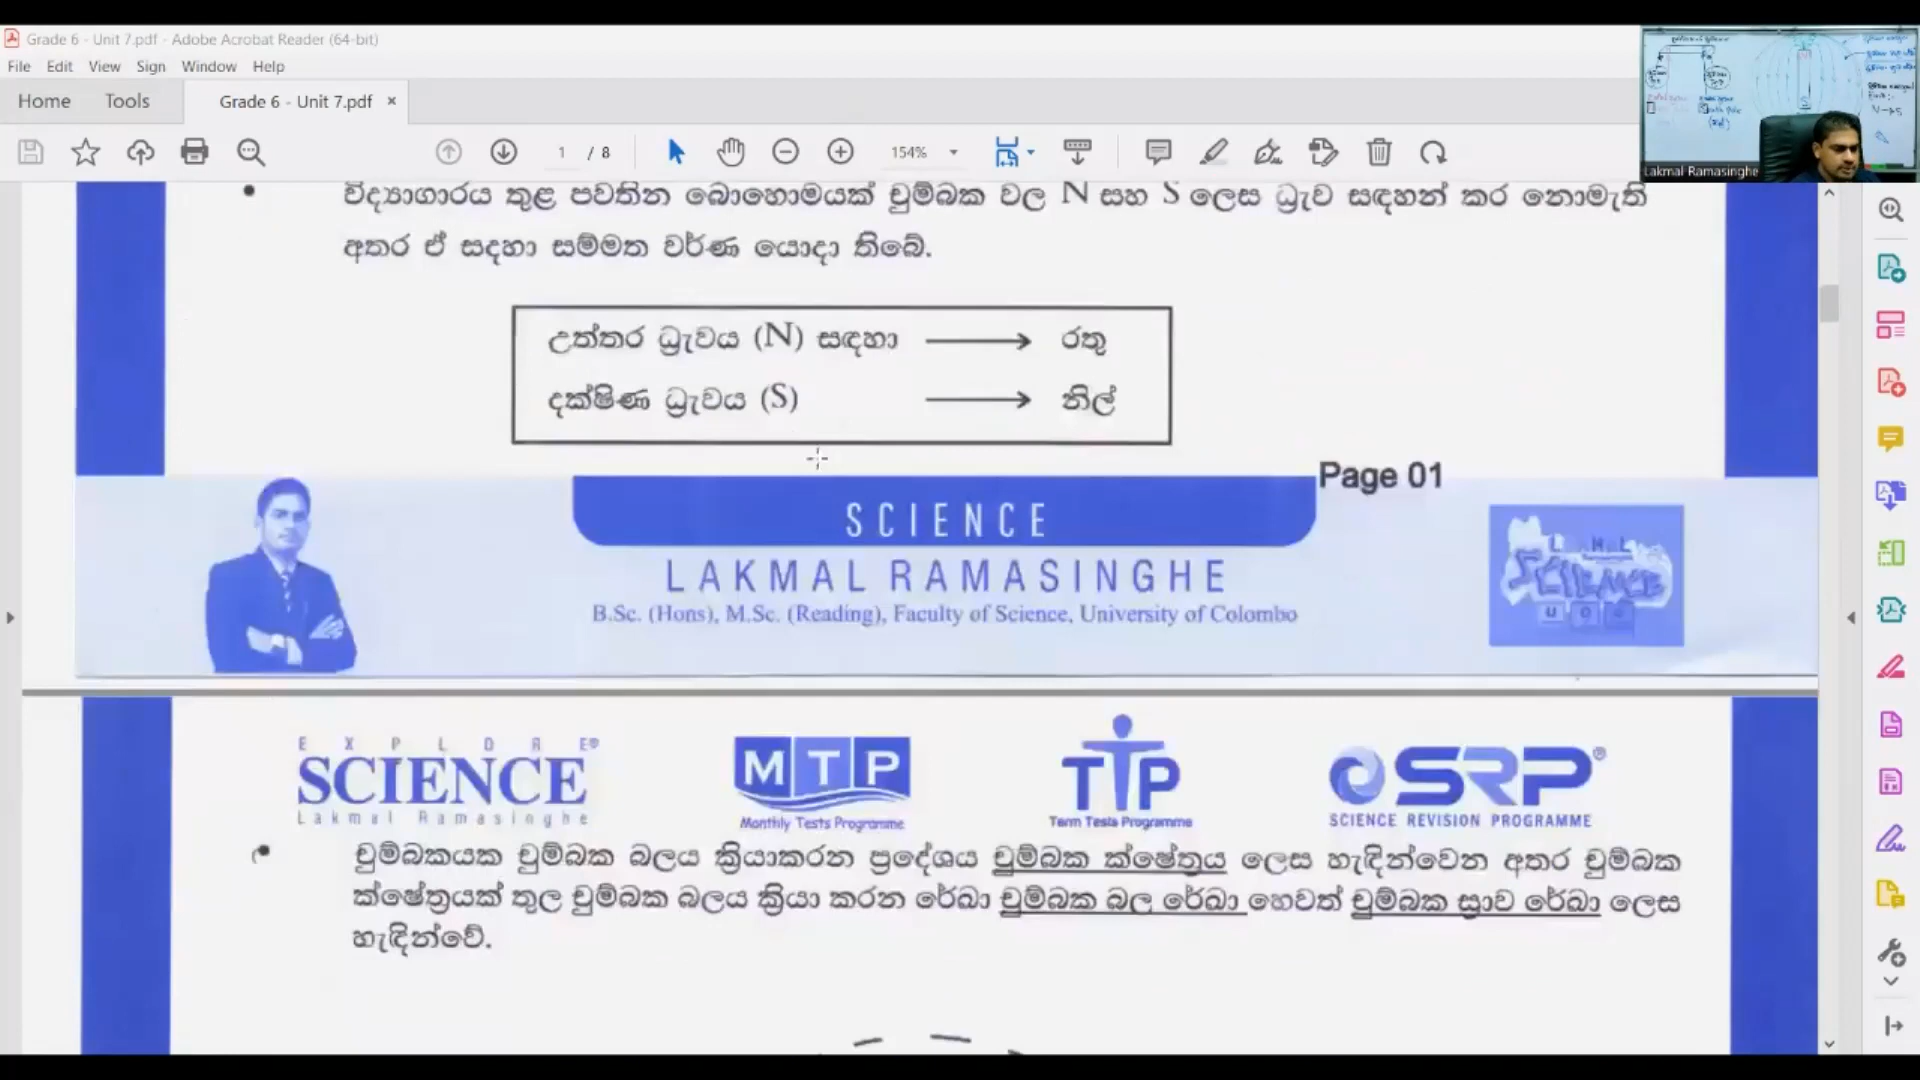 Grade 6 - Unit 7.pdf - Adobe Acrobat Reader (64-bit)
File Edit View Sign Window Help
Home Tools Grade 6 - Unit 7.pdf ×
1 / 8 154%
Lakmal Ramasinghe
විද්‍යාගාරය තුළ පවතින බොහොමයක් චුම්බක වල N සහ S ලෙස ධ්‍රැව සඳහන් කර නොමැති
අතර ඒ සදහා සම්මත වර්ණ යොදා තිබේ.
උත්තර ධ්‍රැවය (N) සඳහා → රතු
දක්ෂිණ ධ්‍රැවය (S) → නිල්
Page 01
SCIENCE
LAKMAL RAMASINGHE
B.Sc. (Hons), M.Sc. (Reading), Faculty of Science, University of Colombo
L M L
SCIENCE
U O C
EXPLORE®
SCIENCE
Lakmal Ramasinghe
MTP
Monthly Tests Programme
TTP
Term Tests Programme
SRP®
SCIENCE REVISION PROGRAMME
චුම්බකයක චුම්බක බලය ක්‍රියාකරන ප්‍රදේශය චුම්බක ක්ෂේත්‍රය ලෙස හැඳින්වෙන අතර චුම්බක
ක්ෂේත්‍රයක් තුල චුම්බක බලය ක්‍රියා කරන රේඛා චුම්බක බල රේඛා හෙවත් චුම්බක ස්‍රාව රේඛා ලෙස
හැඳින්වේ.